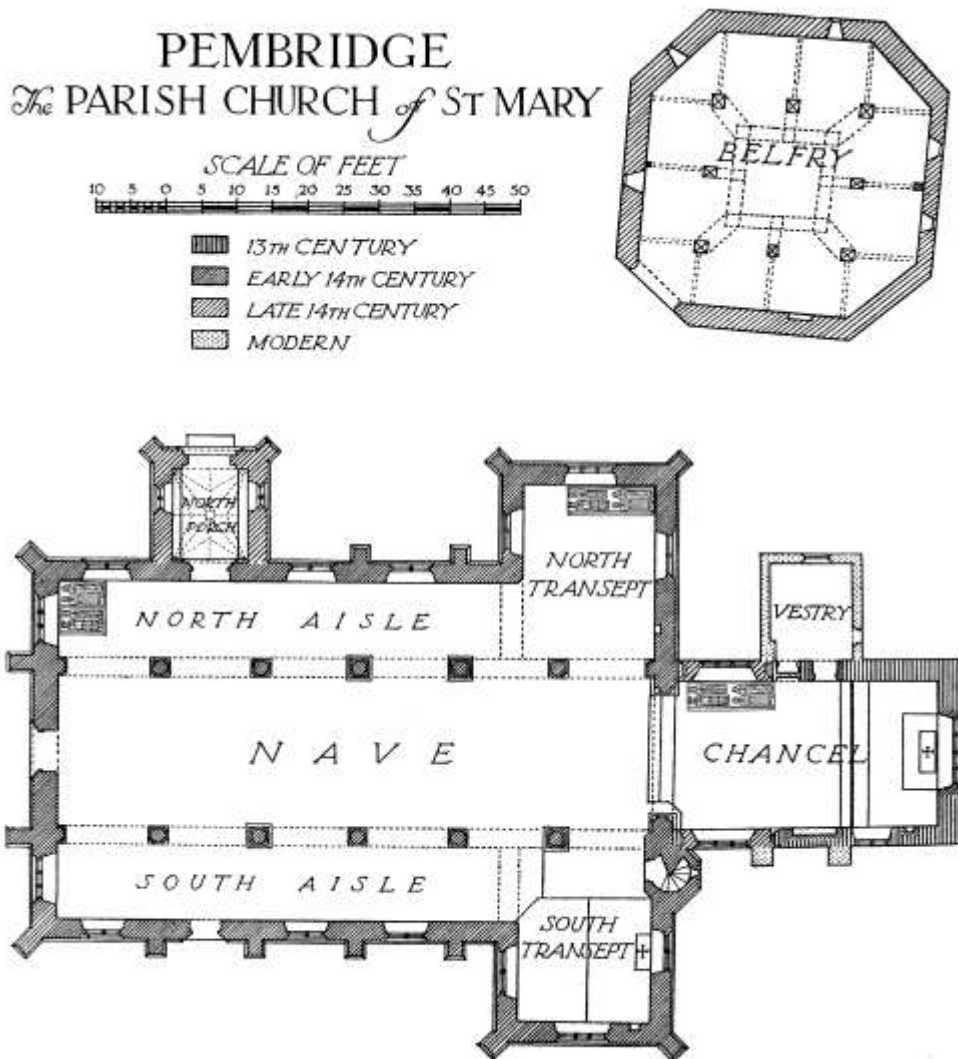 PEMBRIDGE
The PARISH CHURCH of ST MARY
SCALE OF FEET
10 5 0 5 10 15 20 25 30 35 40 45 50
13TH CENTURY
EARLY 14TH CENTURY
LATE 14TH CENTURY
MODERN
BELFRY
NORTH
PORCH
NORTH
TRANSEPT
NORTH AISLE
VESTRY
NAVE
CHANCEL
SOUTH AISLE
SOUTH
TRANSEPT